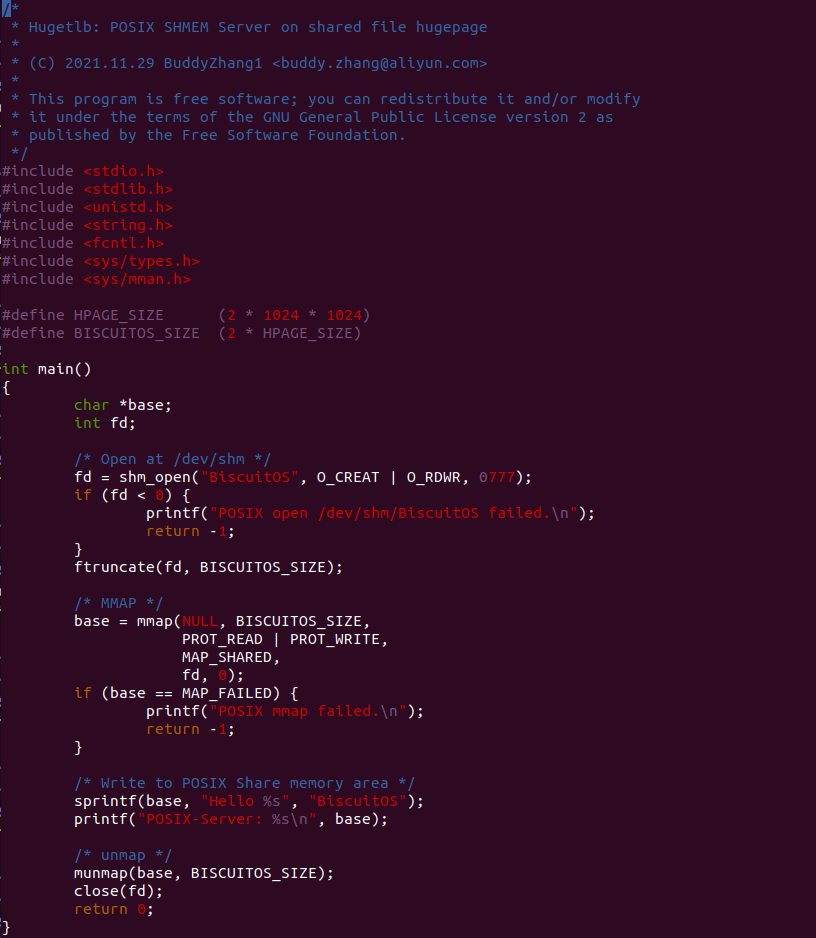 /*
 * Hugetlb: POSIX SHMEM Server on shared file hugepage
 *
 * (C) 2021.11.29 BuddyZhang1 <buddy.zhang@aliyun.com>
 *
 * This program is free software; you can redistribute it and/or modify
 * it under the terms of the GNU General Public License version 2 as
 * published by the Free Software Foundation.
 */
#include <stdio.h>
#include <stdlib.h>
#include <unistd.h>
#include <string.h>
#include <fcntl.h>
#include <sys/types.h>
#include <sys/mman.h>

#define HPAGE_SIZE      (2 * 1024 * 1024)
#define BISCUITOS_SIZE  (2 * HPAGE_SIZE)

int main()
{
        char *base;
        int fd;

        /* Open at /dev/shm */
        fd = shm_open("BiscuitOS", O_CREAT | O_RDWR, 0777);
        if (fd < 0) {
                printf("POSIX open /dev/shm/BiscuitOS failed.\n");
                return -1;
        }
        ftruncate(fd, BISCUITOS_SIZE);

        /* MMAP */
        base = mmap(NULL, BISCUITOS_SIZE,
                    PROT_READ | PROT_WRITE,
                    MAP_SHARED,
                    fd, 0);
        if (base == MAP_FAILED) {
                printf("POSIX mmap failed.\n");
                return -1;
        }

        /* Write to POSIX Share memory area */
        sprintf(base, "Hello %s", "BiscuitOS");
        printf("POSIX-Server: %s\n", base);

        /* unmap */
        munmap(base, BISCUITOS_SIZE);
        close(fd);
        return 0;
}